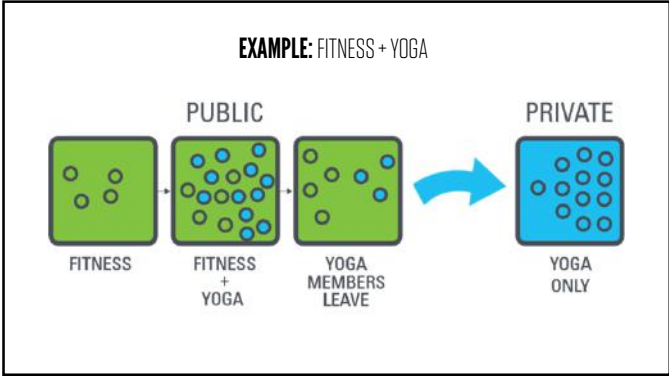 EXAMPLE: FITNESS + YOGA
PUBLIC
PRIVATE
FITNESS
FITNESS
+
YOGA
YOGA
MEMBERS
LEAVE
YOGA
ONLY